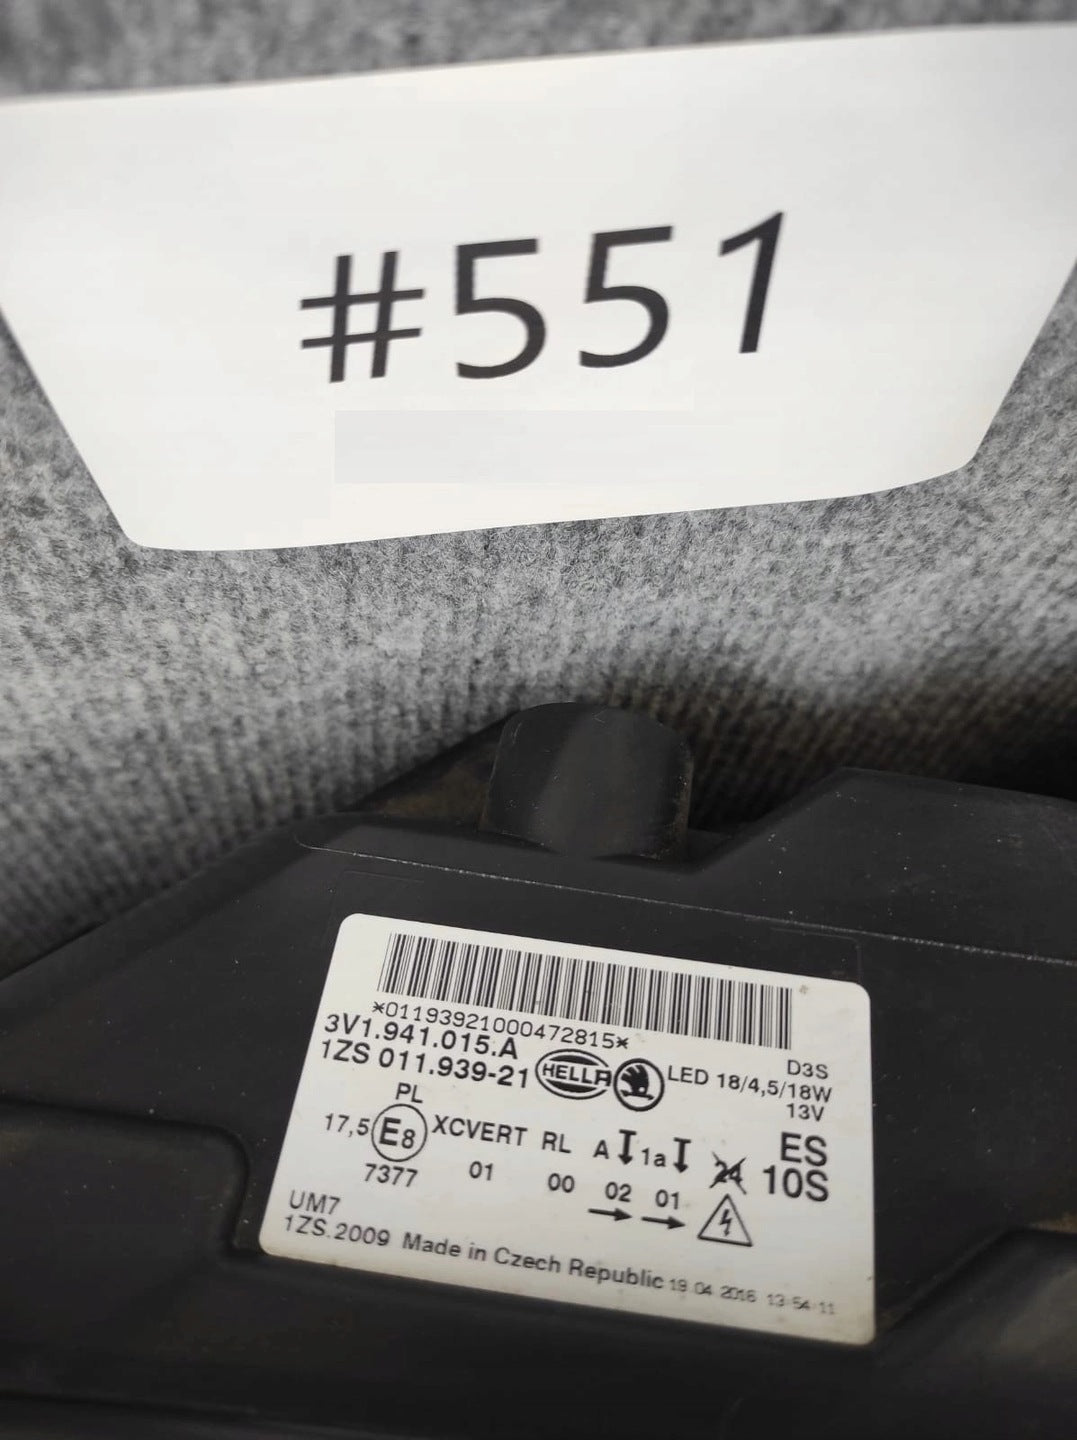 #551
*01193921000472815*
3V1.941.015.A
1ZS 011.939-21
HELLA
D3S
LED 18/4,5/18W
13V
PL
17,5 E8 XCVERT RL A 1a 24
ES
10S
7377 01 00 02 01
UM7
1ZS.2009 Made in Czech Republic 19.04.2016 13:54:11